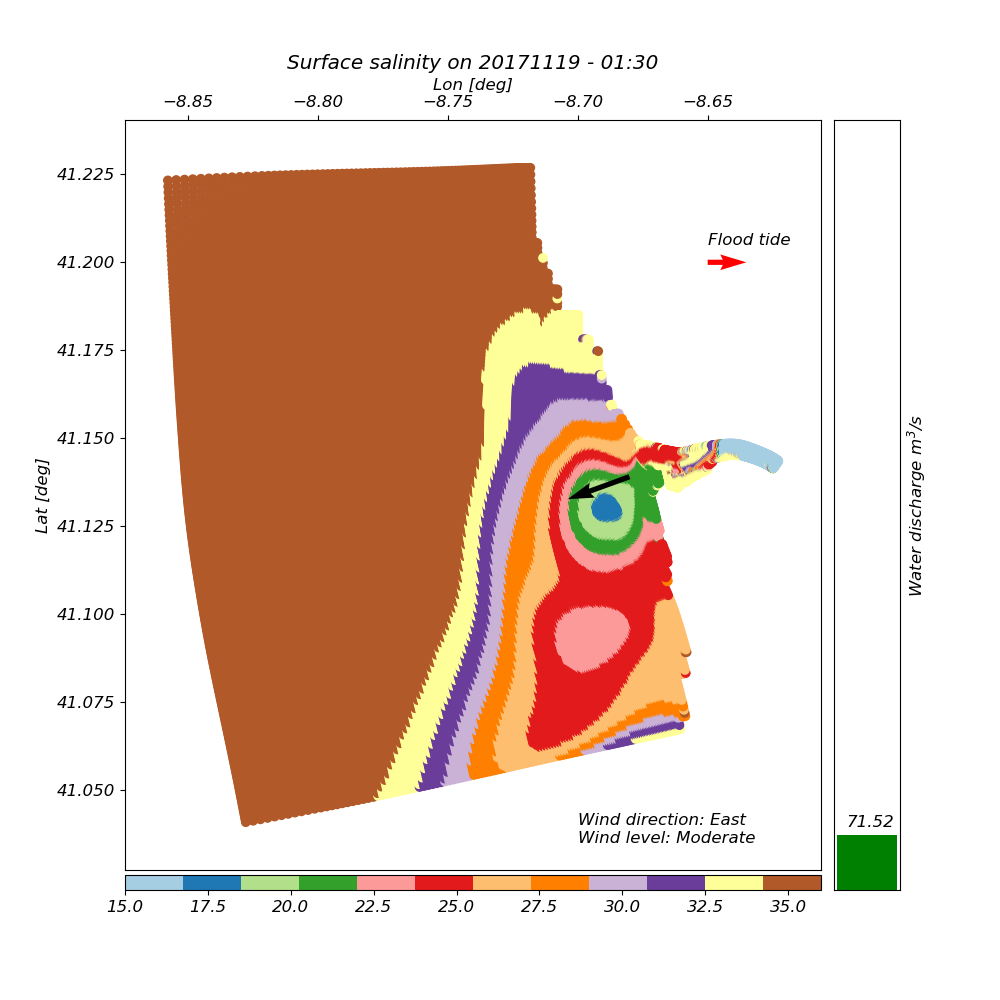 Surface salinity on 20171119 - 01:30
Lon [deg]
−8.85 −8.80 −8.75 −8.70 −8.65
41.225
41.200
41.175
41.150
41.125
41.100
41.075
41.050
Lat [deg]
Flood tide
Wind direction: East
Wind level: Moderate
71.52
Water discharge m³/s
15.0 17.5 20.0 22.5 25.0 27.5 30.0 32.5 35.0